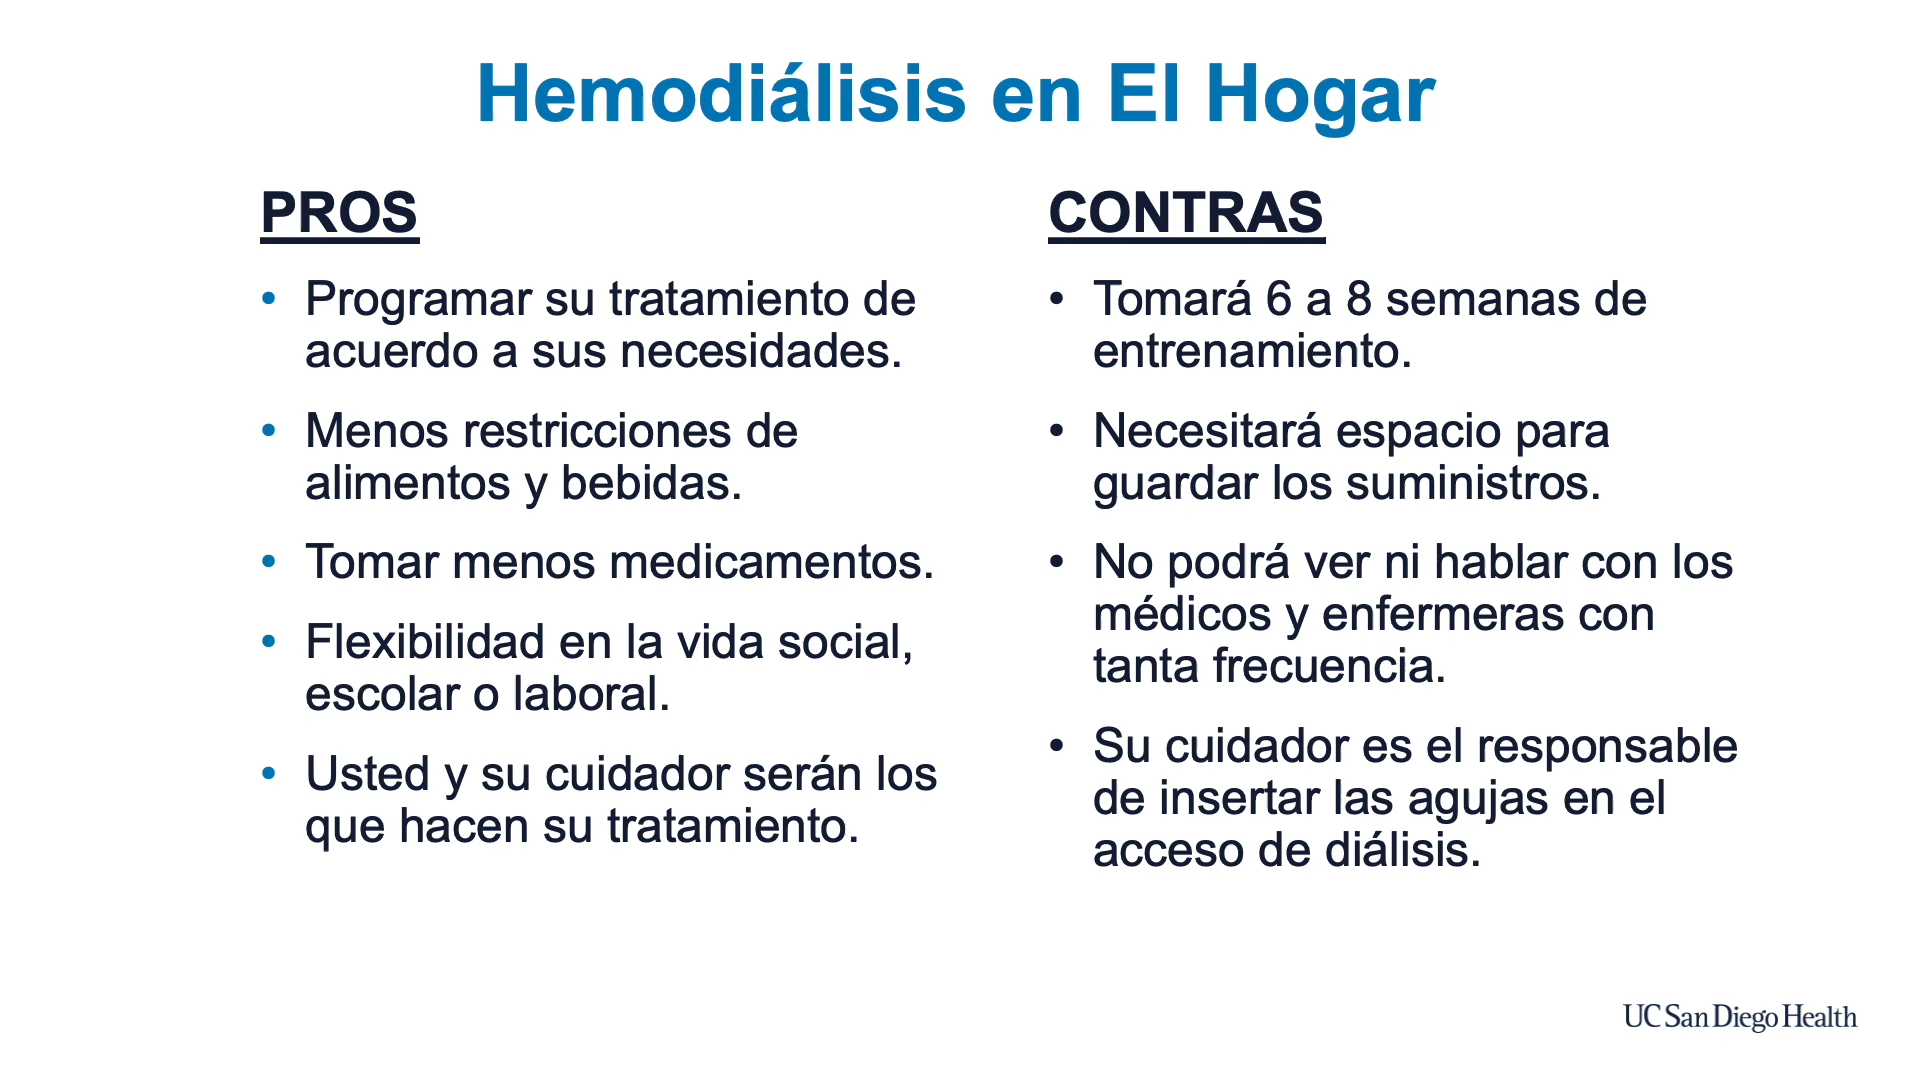 Hemodiálisis en El Hogar
PROS
• Programar su tratamiento de
acuerdo a sus necesidades.
• Menos restricciones de
alimentos y bebidas.
• Tomar menos medicamentos.
• Flexibilidad en la vida social,
escolar o laboral.
• Usted y su cuidador serán los
que hacen su tratamiento.
CONTRAS
• Tomará 6 a 8 semanas de
entrenamiento.
• Necesitará espacio para
guardar los suministros.
• No podrá ver ni hablar con los
médicos y enfermeras con
tanta frecuencia.
• Su cuidador es el responsable
de insertar las agujas en el
acceso de diálisis.
UC San Diego Health